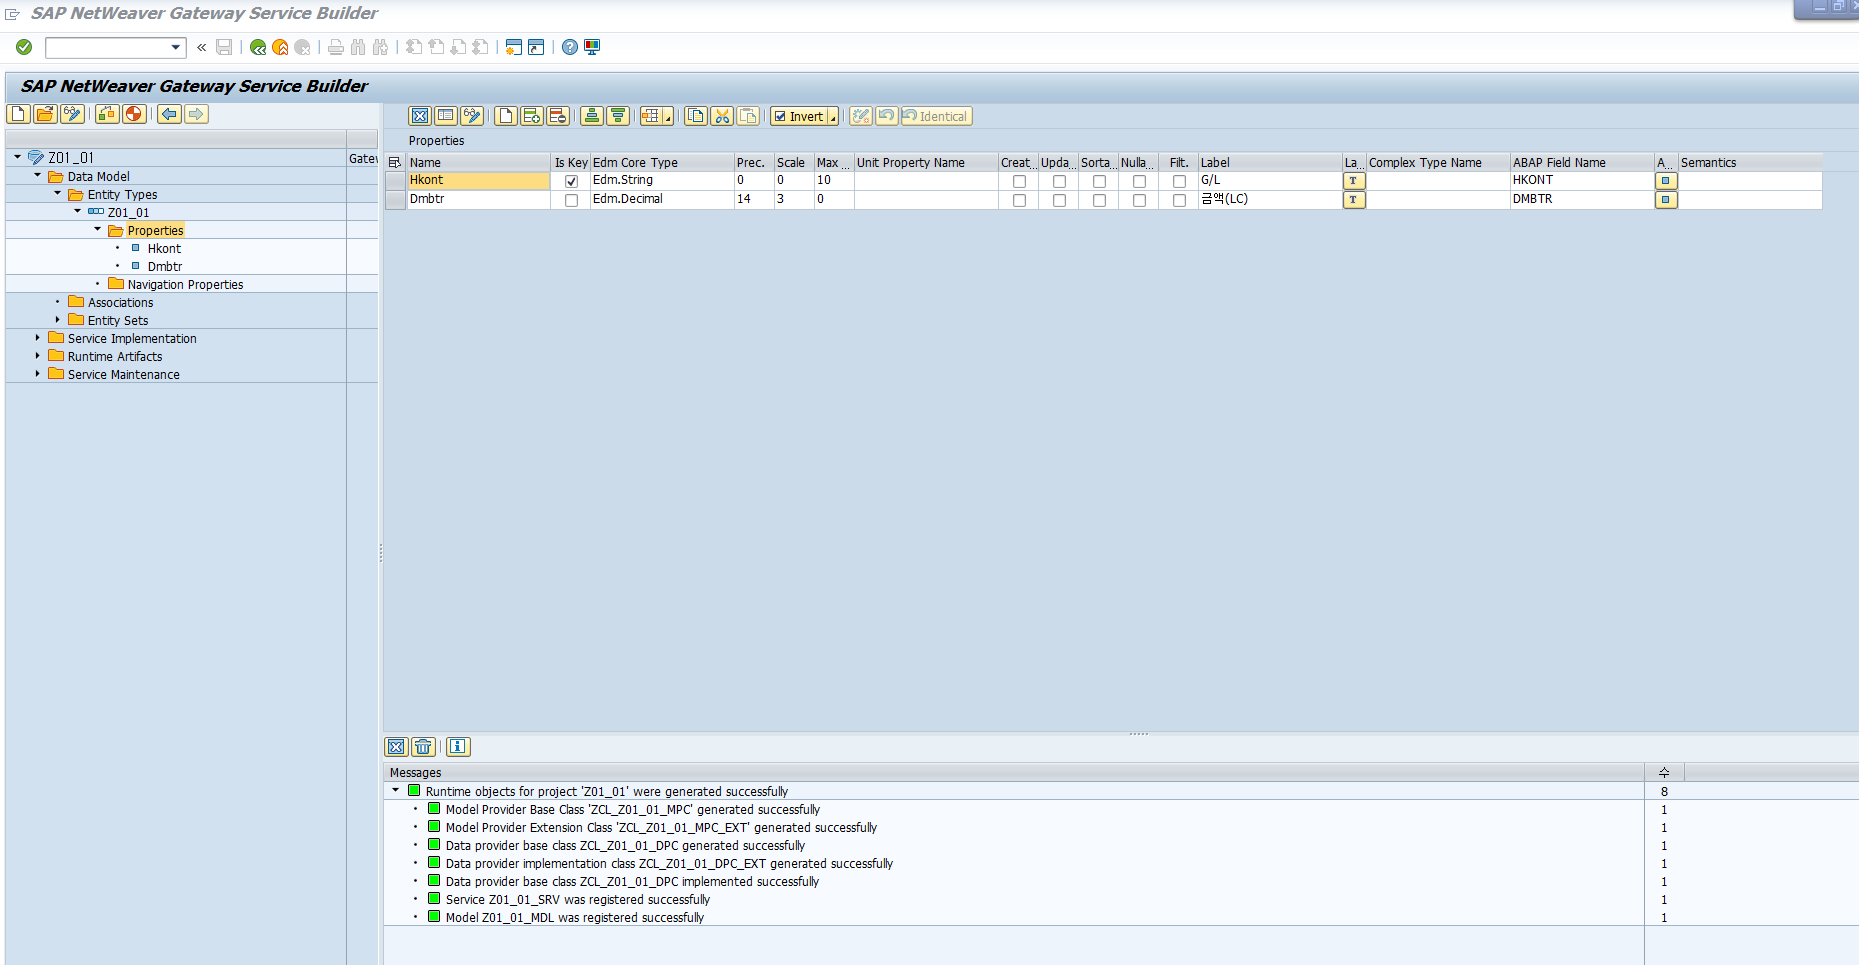 SAP NetWeaver Gateway Service Builder
SAP NetWeaver Gateway Service Builder
Invert
Identical
Z01_01
Gatew
Data Model
Entity Types
Z01_01
Properties
Hkont
Dmbtr
Navigation Properties
Associations
Entity Sets
Service Implementation
Runtime Artifacts
Service Maintenance
Properties
Name Is Key Edm Core Type Prec. Scale Max ... Unit Property Name Creat... Upda... Sorta... Nulla... Filt. Label La... Complex Type Name ABAP Field Name A... Semantics
Hkont Edm.String 0 0 10 G/L T HKONT
Dmbtr Edm.Decimal 14 3 0 금액(LC) T DMBTR
Messages 수
Runtime objects for project 'Z01_01' were generated successfully 8
Model Provider Base Class 'ZCL_Z01_01_MPC' generated successfully 1
Model Provider Extension Class 'ZCL_Z01_01_MPC_EXT' generated successfully 1
Data provider base class ZCL_Z01_01_DPC generated successfully 1
Data provider implementation class ZCL_Z01_01_DPC_EXT generated successfully 1
Data provider base class ZCL_Z01_01_DPC implemented successfully 1
Service Z01_01_SRV was registered successfully 1
Model Z01_01_MDL was registered successfully 1